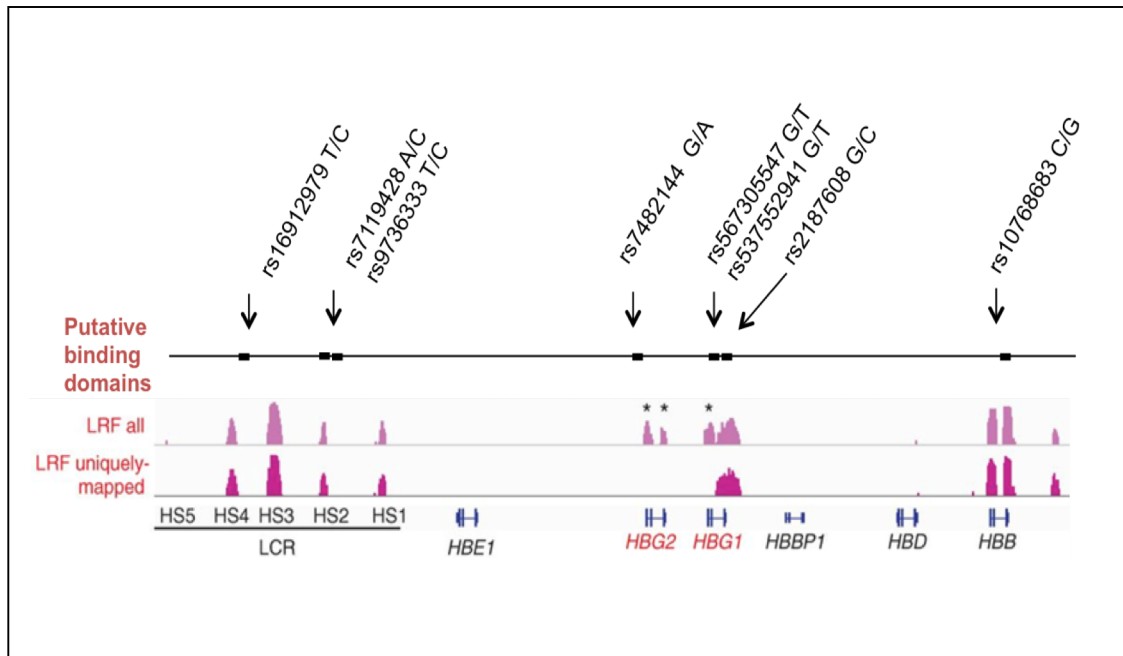 rs16912979 T/C
rs7119428 A/C
rs9736333 T/C
rs7482144 G/A
rs567305547 G/T
rs537552941 G/T
rs2187608 G/C
rs10768683 C/G
Putative
binding
domains
* * *
LRF all
LRF uniquely-
mapped
HS5 HS4 HS3 HS2 HS1
LCR
HBE1 HBG2 HBG1 HBBP1 HBD HBB